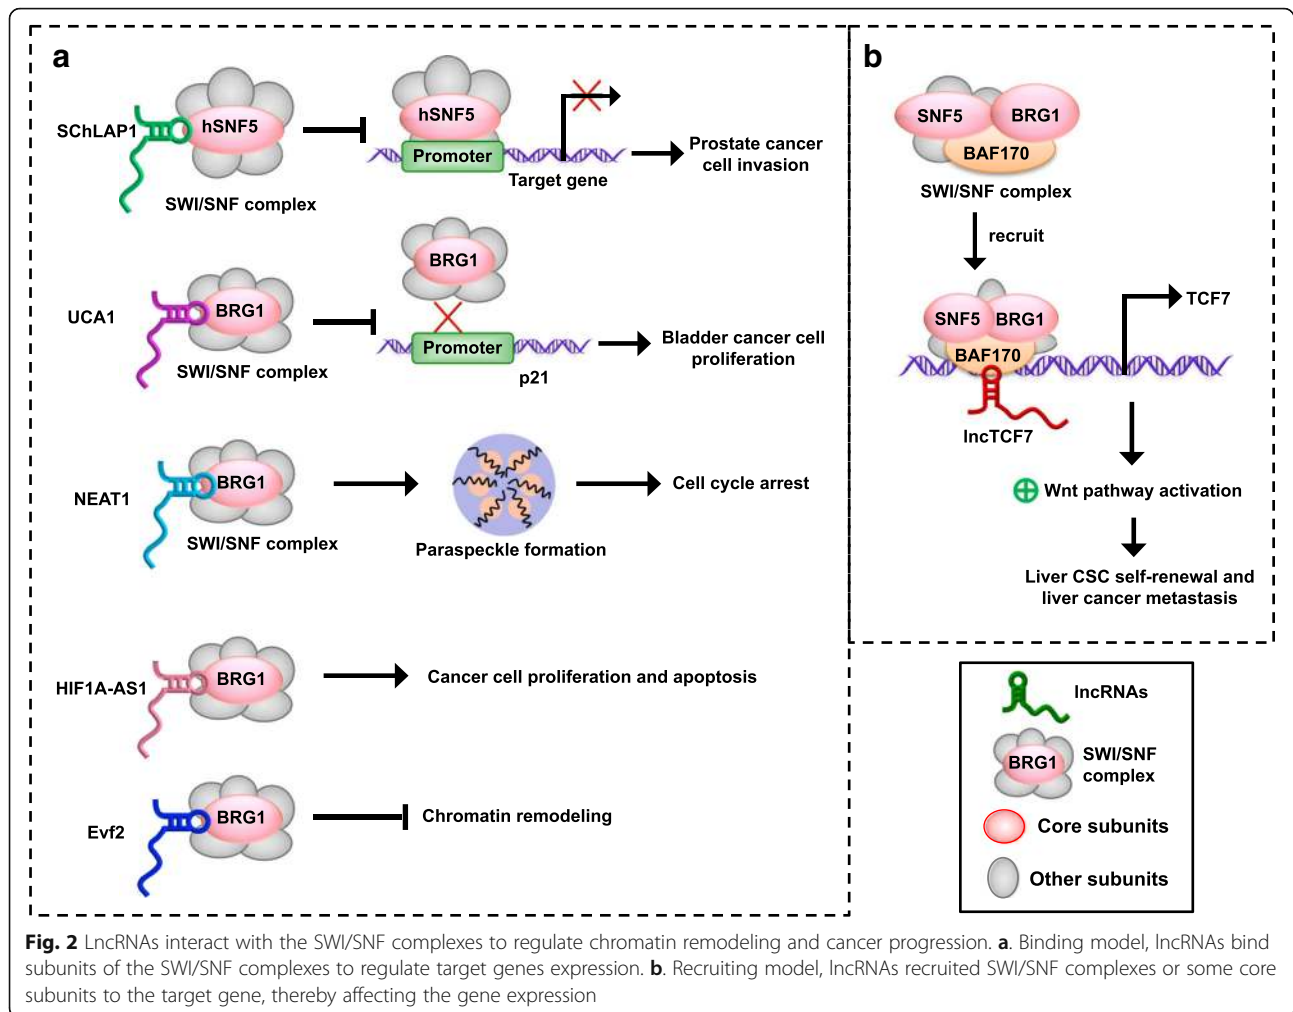 a
SChLAP1
hSNF5
SWI/SNF complex
hSNF5
Promoter
Target gene
Prostate cancer
cell invasion
UCA1
BRG1
SWI/SNF complex
BRG1
Promoter
p21
Bladder cancer cell
proliferation
NEAT1
BRG1
SWI/SNF complex
Paraspeckle formation
Cell cycle arrest
HIF1A-AS1
BRG1
Cancer cell proliferation and apoptosis
Evf2
BRG1
Chromatin remodeling
b
SNF5
BRG1
BAF170
SWI/SNF complex
recruit
SNF5
BRG1
BAF170
TCF7
lncTCF7
Wnt pathway activation
Liver CSC self-renewal and
liver cancer metastasis
lncRNAs
BRG1
SWI/SNF
complex
Core subunits
Other subunits
Fig. 2 LncRNAs interact with the SWI/SNF complexes to regulate chromatin remodeling and cancer progression. a. Binding model, lncRNAs bind
subunits of the SWI/SNF complexes to regulate target genes expression. b. Recruiting model, lncRNAs recruited SWI/SNF complexes or some core
subunits to the target gene, thereby affecting the gene expression